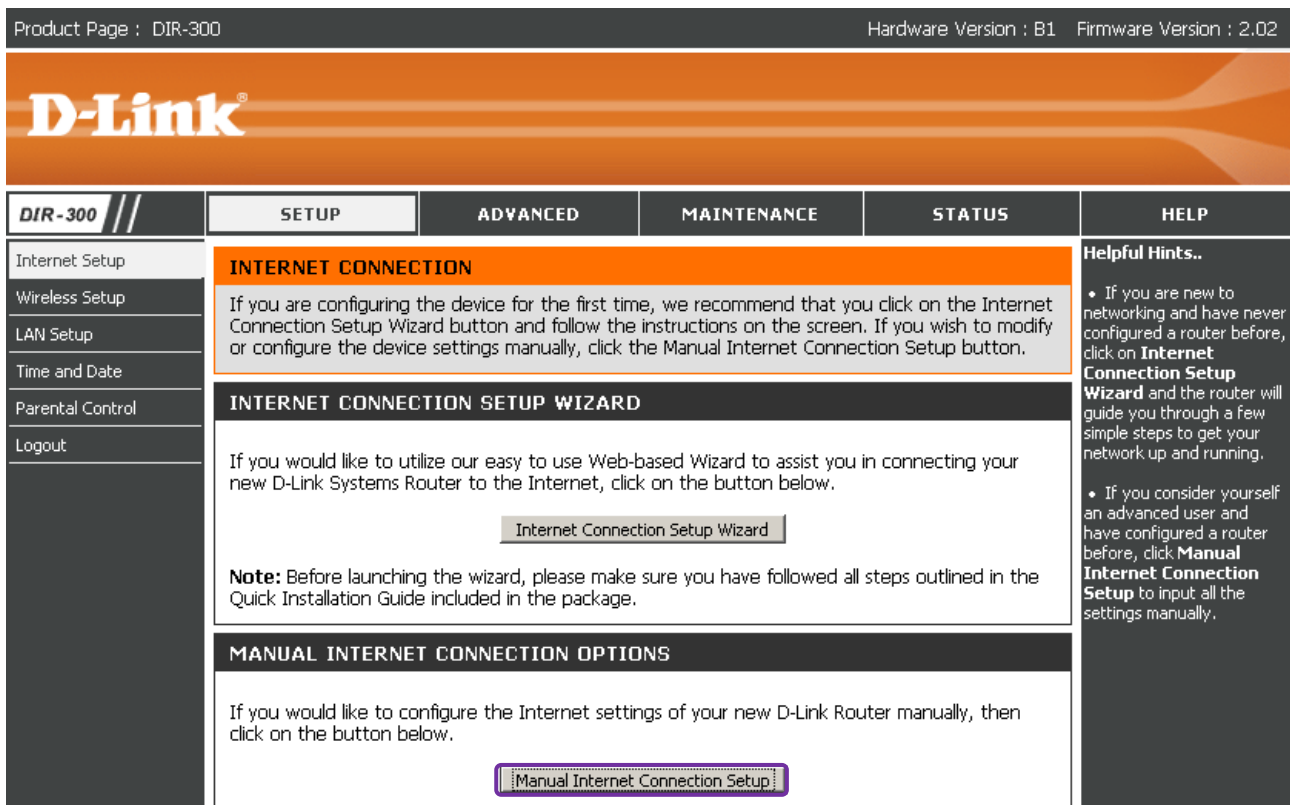 Product Page : DIR-300 Hardware Version : B1 Firmware Version : 2.02
D-Link®
DIR-300 SETUP ADVANCED MAINTENANCE STATUS HELP
Internet Setup
Wireless Setup
LAN Setup
Time and Date
Parental Control
Logout
INTERNET CONNECTION
If you are configuring the device for the first time, we recommend that you click on the Internet
Connection Setup Wizard button and follow the instructions on the screen. If you wish to modify
or configure the device settings manually, click the Manual Internet Connection Setup button.
INTERNET CONNECTION SETUP WIZARD
If you would like to utilize our easy to use Web-based Wizard to assist you in connecting your
new D-Link Systems Router to the Internet, click on the button below.
Internet Connection Setup Wizard
Note: Before launching the wizard, please make sure you have followed all steps outlined in the
Quick Installation Guide included in the package.
MANUAL INTERNET CONNECTION OPTIONS
If you would like to configure the Internet settings of your new D-Link Router manually, then
click on the button below.
Manual Internet Connection Setup
Helpful Hints..
• If you are new to
networking and have never
configured a router before,
click on Internet
Connection Setup
Wizard and the router will
guide you through a few
simple steps to get your
network up and running.
• If you consider yourself
an advanced user and
have configured a router
before, click Manual
Internet Connection
Setup to input all the
settings manually.